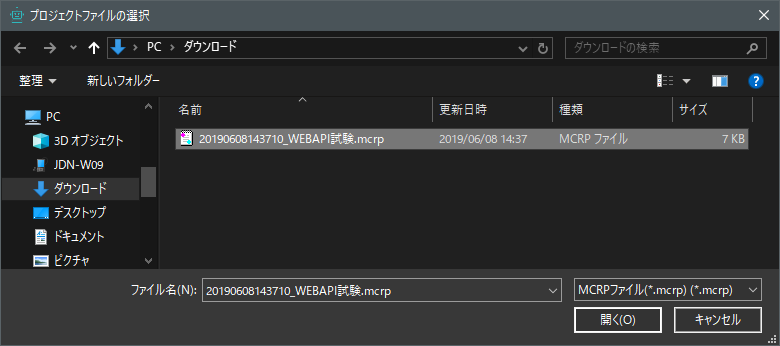 プロジェクトファイルの選択
PC ダウンロード
ダウンロードの検索
整理 新しいフォルダー
名前 更新日時 種類 サイズ
20190608143710_WEBAPI試験.mcrp 2019/06/08 14:37 MCRP ファイル 7 KB
PC
3D オブジェクト
JDN-W09
ダウンロード
デスクトップ
ドキュメント
ピクチャ
ファイル名(N): 20190608143710_WEBAPI試験.mcrp MCRPファイル(*.mcrp) (*.mcrp)
開く(O) キャンセル